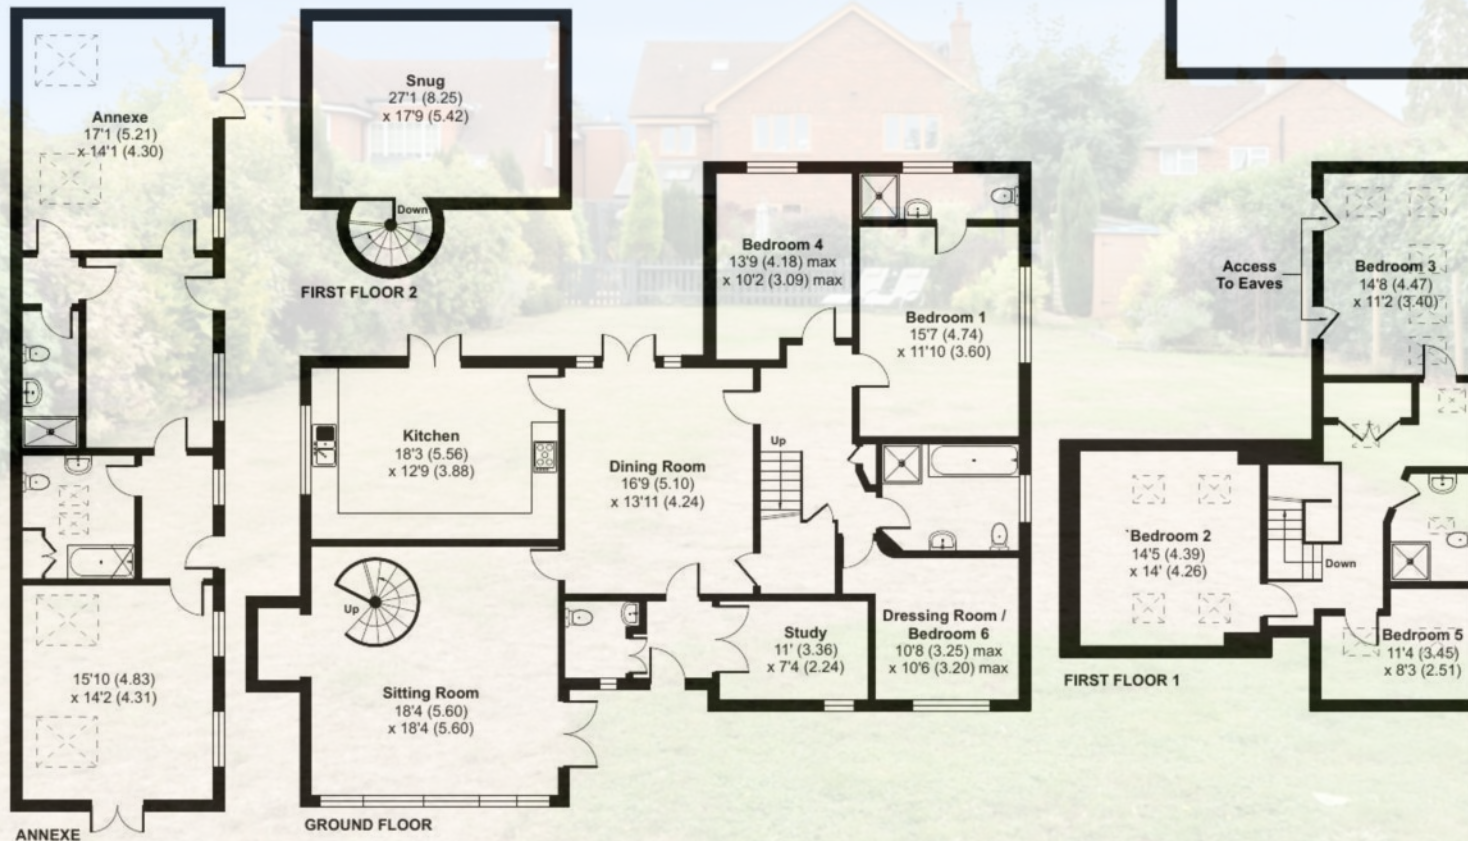 Annexe
17'1 (5.21)
x 14'1 (4.30)
15'10 (4.83)
x 14'2 (4.31)
ANNEXE
Snug
27'1 (8.25)
x 17'9 (5.42)
Down
FIRST FLOOR 2
Kitchen
18'3 (5.56)
x 12'9 (3.88)
Dining Room
16'9 (5.10)
x 13'11 (4.24)
Up
Sitting Room
18'4 (5.60)
x 18'4 (5.60)
Up
Bedroom 4
13'9 (4.18) max
x 10'2 (3.09) max
Bedroom 1
15'7 (4.74)
x 11'10 (3.60)
Study
11' (3.36)
x 7'4 (2.24)
Dressing Room /
Bedroom 6
10'8 (3.25) max
x 10'6 (3.20) max
GROUND FLOOR
Access
To Eaves
Bedroom 3
14'8 (4.47)
x 11'2 (3.40)
Bedroom 2
14'5 (4.39)
x 14' (4.26)
Down
Bedroom 5
11'4 (3.45)
x 8'3 (2.51)
FIRST FLOOR 1